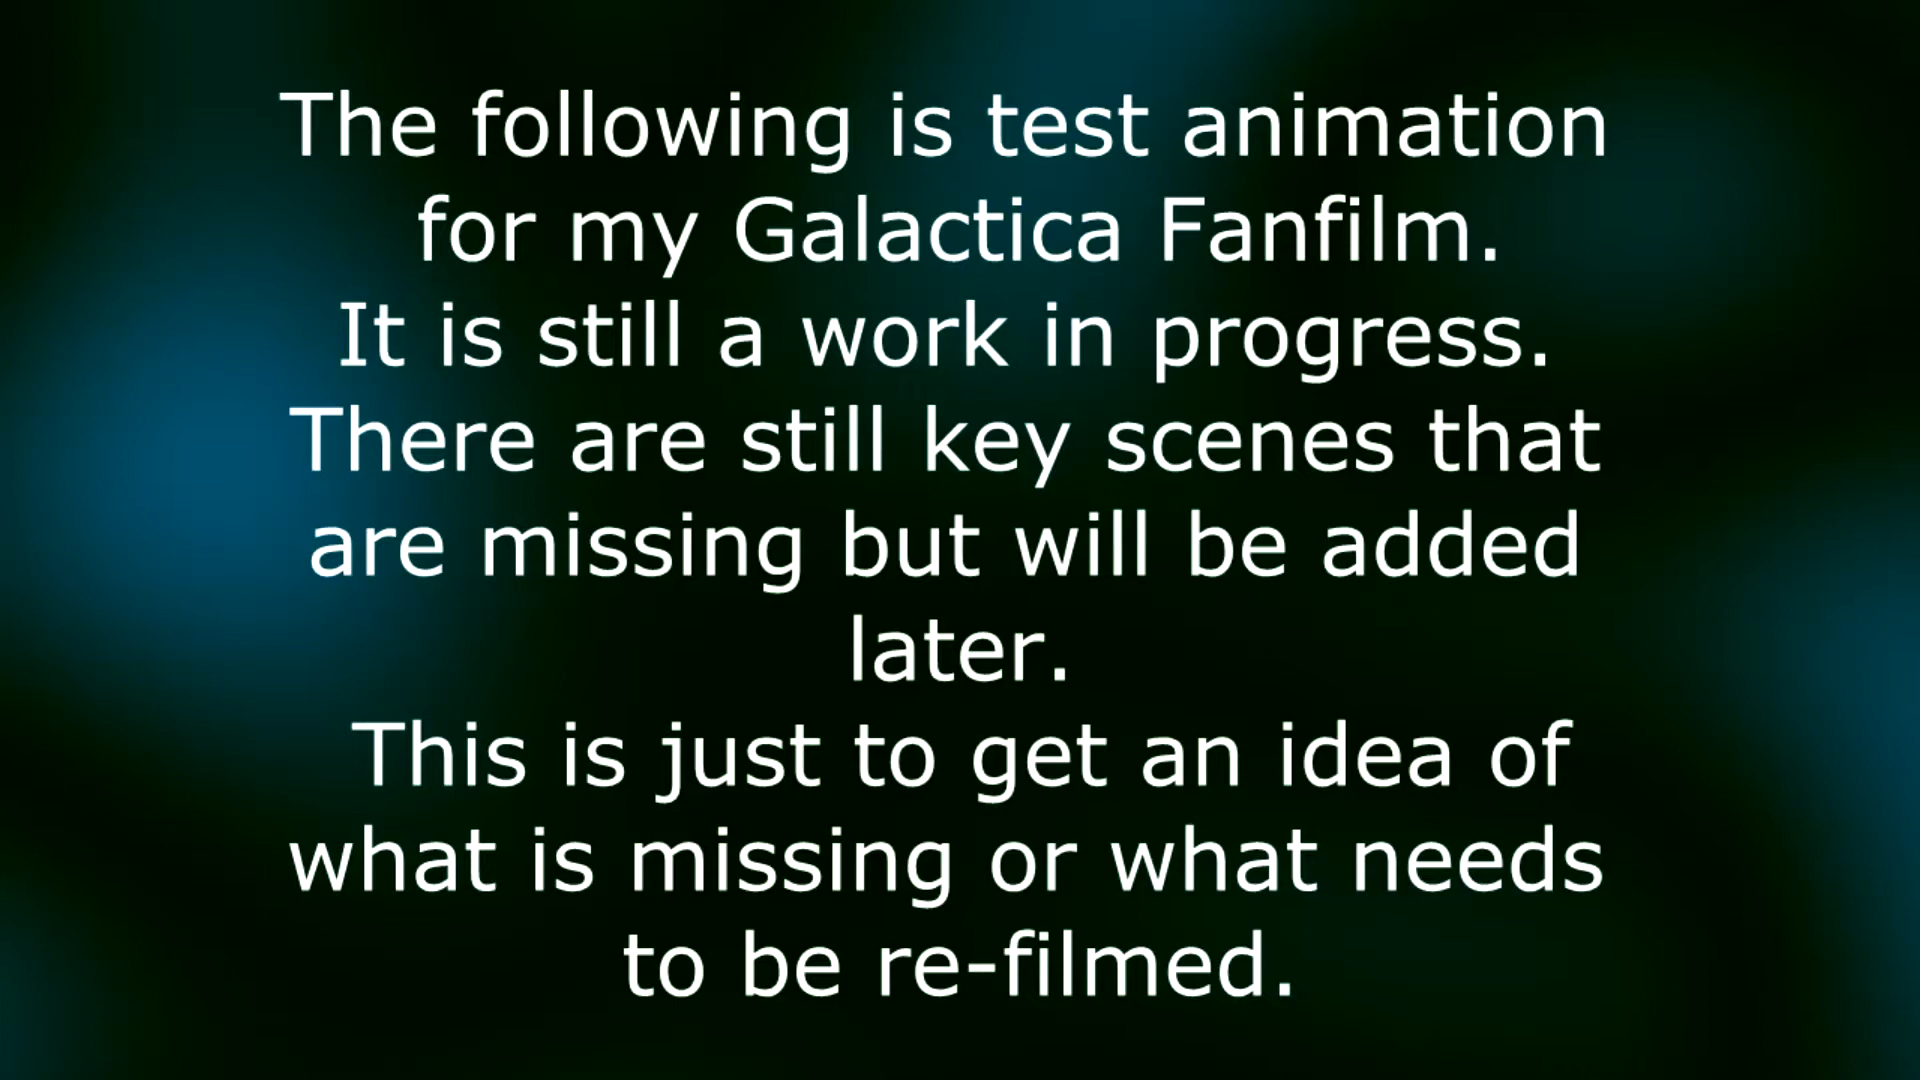 The following is test animation
for my Galactica Fanfilm.
It is still a work in progress.
There are still key scenes that
are missing but will be added
later.
This is just to get an idea of
what is missing or what needs
to be re-filmed.